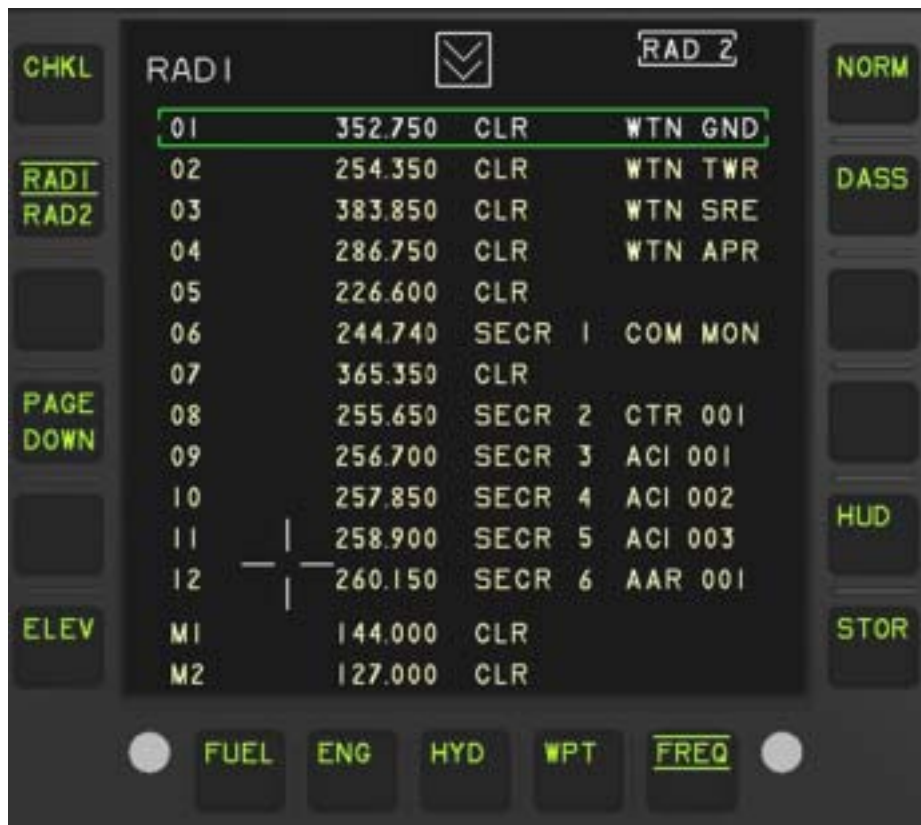 CHKL
RAD1
RAD 2
NORM
RAD1
RAD2
DASS
01 352.750 CLR WTN GND
02 254.350 CLR WTN TWR
03 383.850 CLR WTN SRE
04 286.750 CLR WTN APR
05 226.600 CLR
06 244.740 SECR 1 COM MON
07 365.350 CLR
08 255.650 SECR 2 CTR 001
09 256.700 SECR 3 ACI 001
10 257.850 SECR 4 ACI 002
11 258.900 SECR 5 ACI 003
12 260.150 SECR 6 AAR 001
M1 144.000 CLR
M2 127.000 CLR
PAGE
DOWN
HUD
ELEV
STOR
FUEL ENG HYD WPT FREQ